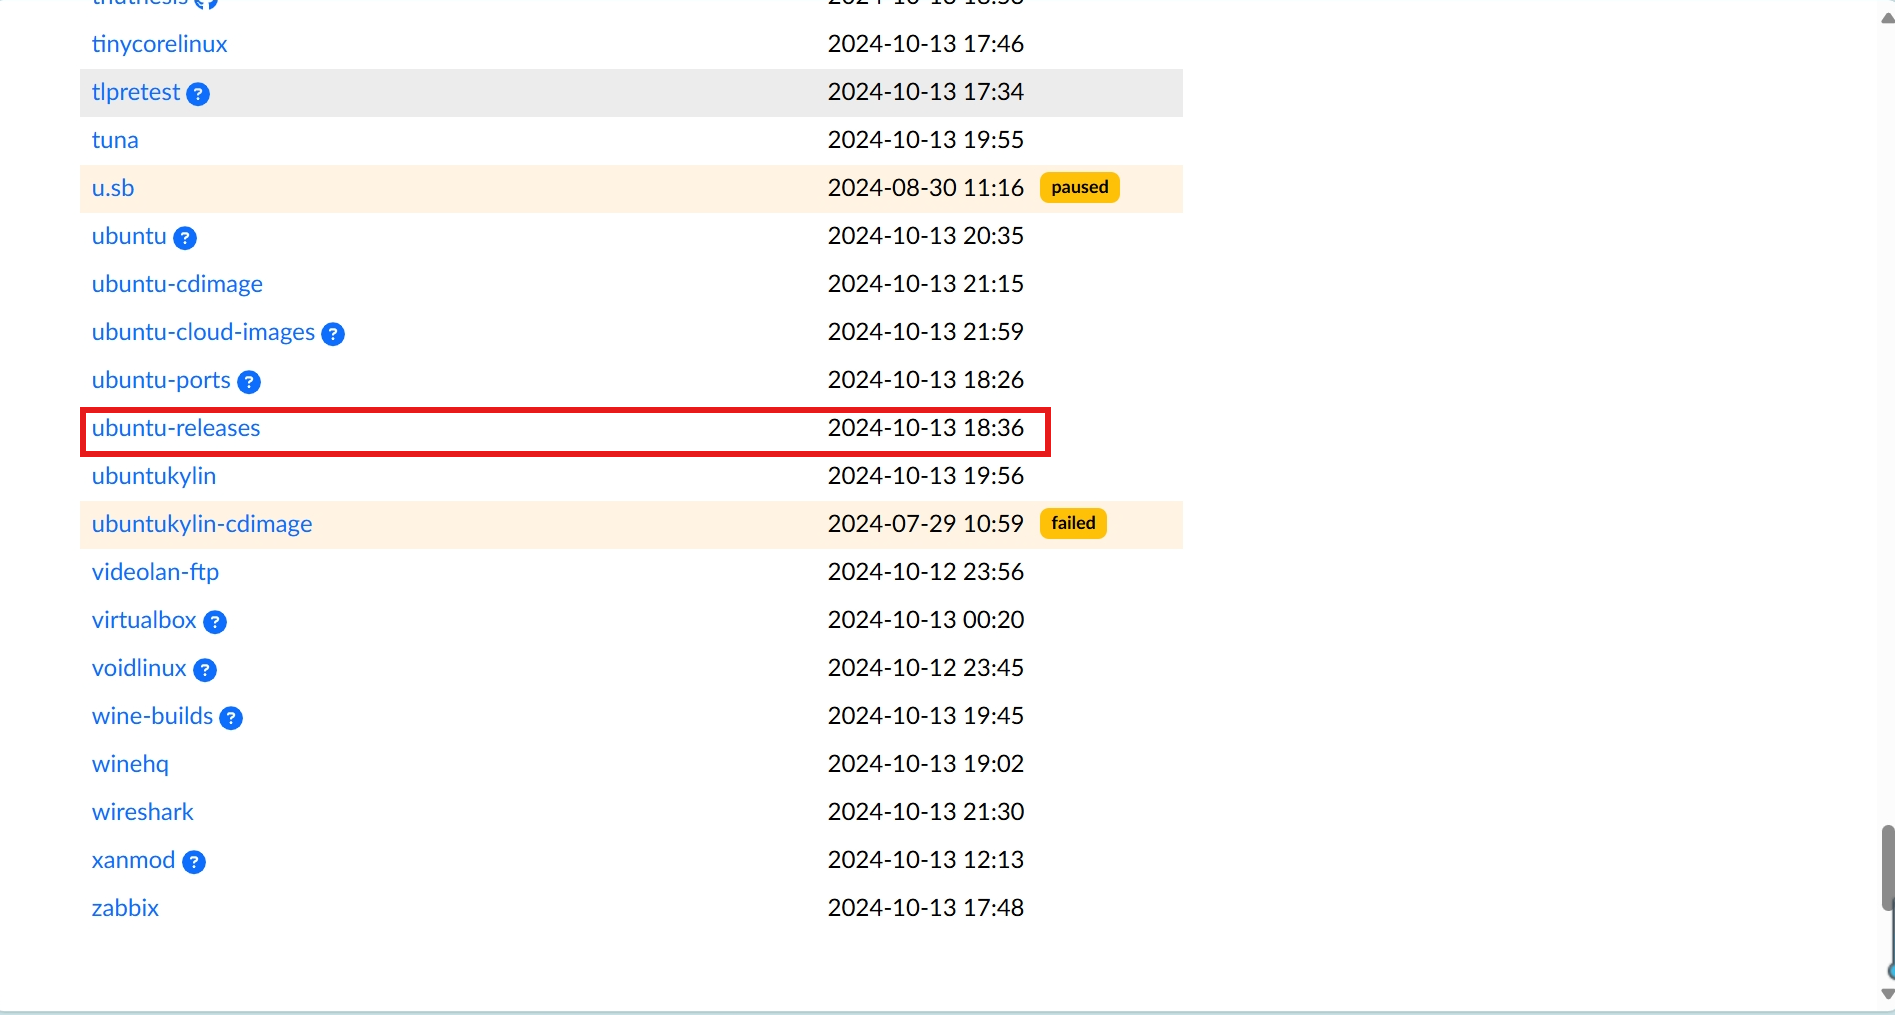 tinycorelinux 2024-10-13 17:46
tlpretest ? 2024-10-13 17:34
tuna 2024-10-13 19:55
u.sb 2024-08-30 11:16 paused
ubuntu ? 2024-10-13 20:35
ubuntu-cdimage 2024-10-13 21:15
ubuntu-cloud-images ? 2024-10-13 21:59
ubuntu-ports ? 2024-10-13 18:26
ubuntu-releases 2024-10-13 18:36
ubuntukylin 2024-10-13 19:56
ubuntukylin-cdimage 2024-07-29 10:59 failed
videolan-ftp 2024-10-12 23:56
virtualbox ? 2024-10-13 00:20
voidlinux ? 2024-10-12 23:45
wine-builds ? 2024-10-13 19:45
winehq 2024-10-13 19:02
wireshark 2024-10-13 21:30
xanmod ? 2024-10-13 12:13
zabbix 2024-10-13 17:48